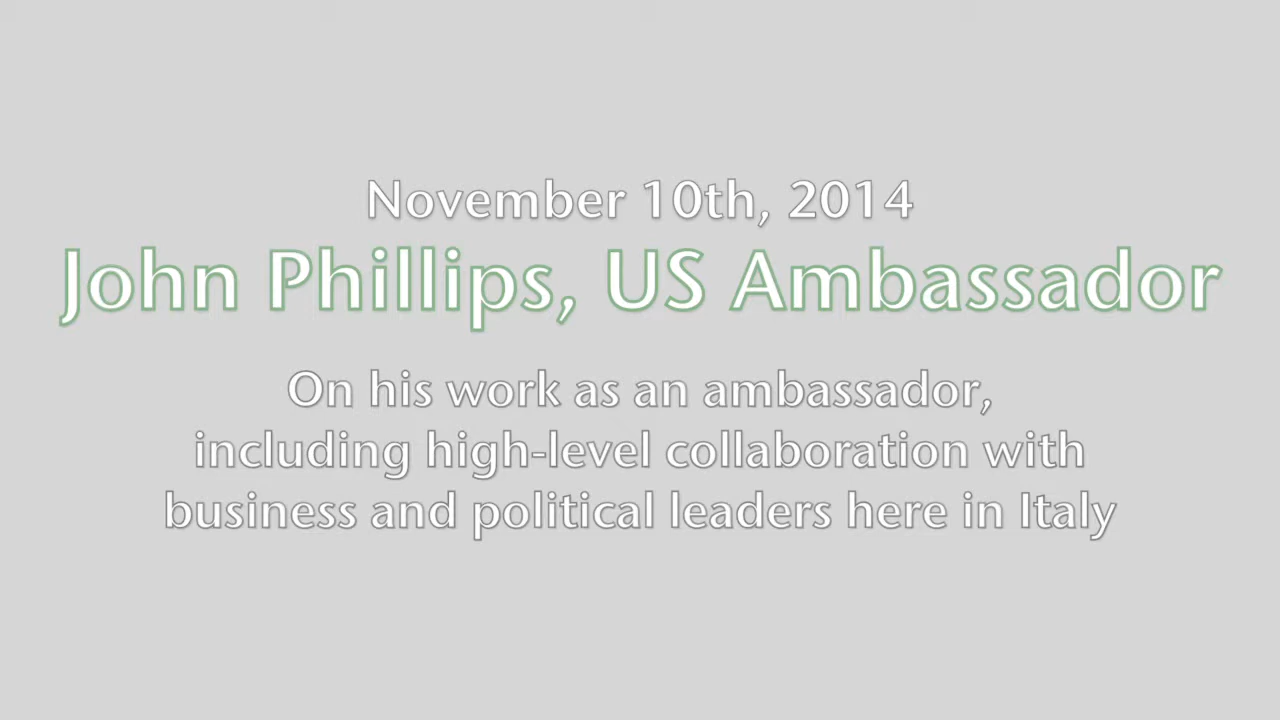 November 10th, 2014
John Phillips, US Ambassador
On his work as an ambassador,
including high-level collaboration with
business and political leaders here in Italy